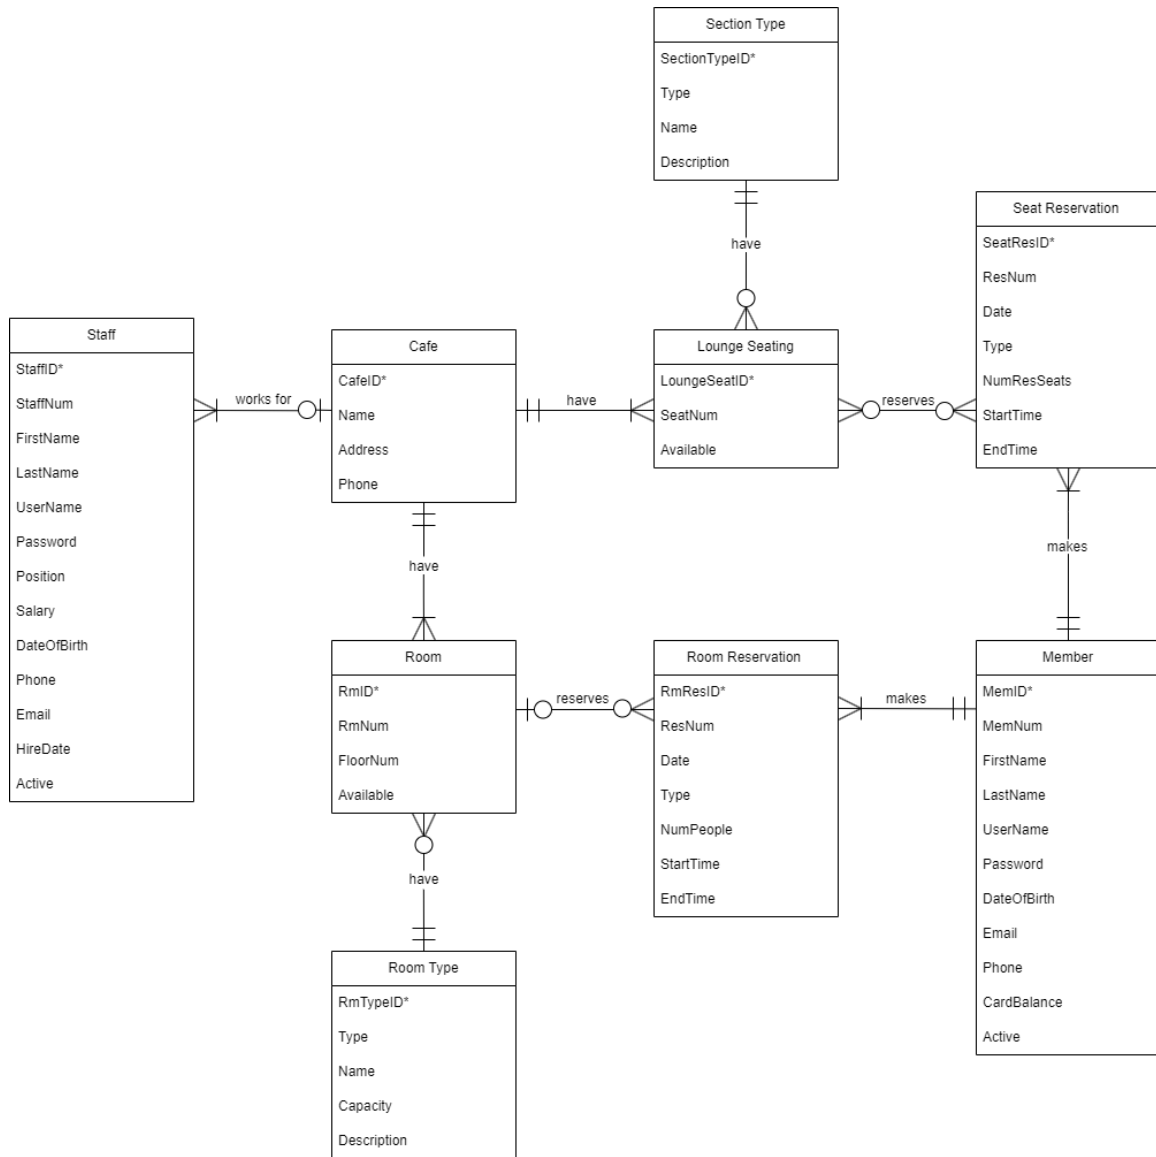 Section Type
SectionTypeID*
Type
Name
Description
have
Seat Reservation
SeatResID*
ResNum
Date
Type
NumResSeats
StartTime
EndTime
Staff
StaffID*
StaffNum
FirstName
LastName
UserName
Password
Position
Salary
DateOfBirth
Phone
Email
HireDate
Active
works for
Cafe
CafeID*
Name
Address
Phone
have
Lounge Seating
LoungeSeatID*
SeatNum
Available
reserves
have
makes
Room
RmID*
RmNum
FloorNum
Available
reserves
Room Reservation
RmResID*
ResNum
Date
Type
NumPeople
StartTime
EndTime
makes
Member
MemID*
MemNum
FirstName
LastName
UserName
Password
DateOfBirth
Email
Phone
CardBalance
Active
have
Room Type
RmTypeID*
Type
Name
Capacity
Description